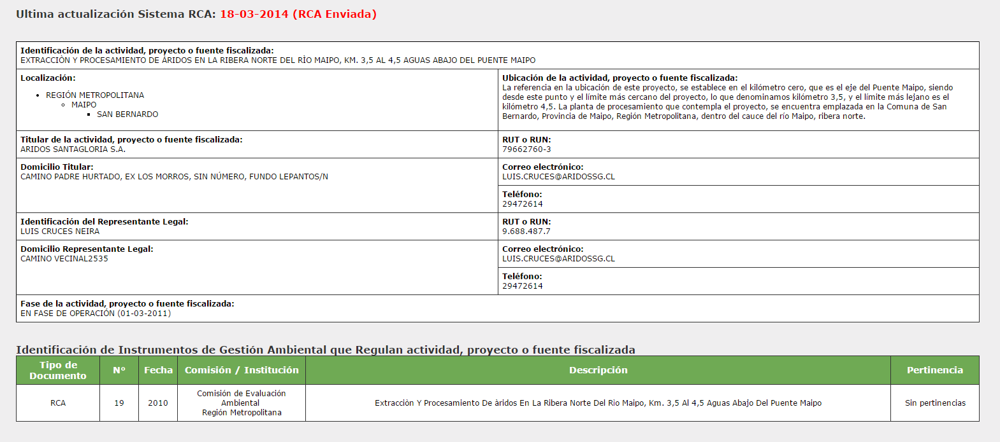 Ultima actualización Sistema RCA: 18-03-2014 (RCA Enviada)
Identificación de la actividad, proyecto o fuente fiscalizada:
EXTRACCIÒN Y PROCESAMIENTO DE ÀRIDOS EN LA RIBERA NORTE DEL RÌO MAIPO, KM. 3,5 AL 4,5 AGUAS ABAJO DEL PUENTE MAIPO
Localización:
REGIÓN METROPOLITANA
MAIPO
SAN BERNARDO
Ubicación de la actividad, proyecto o fuente fiscalizada:
La referencia en la ubicación de este proyecto, se establece en el kilómetro cero, que es el eje del Puente Maipo, siendo
desde este punto y el límite más cercano del proyecto, lo que denominamos kilómetro 3,5, y el límite más lejano es el
kilómetro 4,5. La planta de procesamiento que contempla el proyecto, se encuentra emplazada en la Comuna de San
Bernardo, Provincia de Maipo, Región Metropolitana, dentro del cauce del río Maipo, ribera norte.
Titular de la actividad, proyecto o fuente fiscalizada:
ARIDOS SANTAGLORIA S.A.
RUT o RUN:
79662760-3
Domicilio Titular:
CAMINO PADRE HURTADO, EX LOS MORROS, SIN NÚMERO, FUNDO LEPANTOS/N
Correo electrónico:
LUIS.CRUCES@ARIDOSSG.CL
Teléfono:
29472614
Identificación del Representante Legal:
LUIS CRUCES NEIRA
RUT o RUN:
9.688.487.7
Domicilio Representante Legal:
CAMINO VECINAL2535
Correo electrónico:
LUIS.CRUCES@ARIDOSSG.CL
Teléfono:
29472614
Fase de la actividad, proyecto o fuente fiscalizada:
EN FASE DE OPERACIÓN (01-03-2011)
Identificación de Instrumentos de Gestión Ambiental que Regulan actividad, proyecto o fuente fiscalizada
Tipo de
Documento
Nº
Fecha
Comisión / Institución
Descripción
Pertinencia
RCA
19
2010
Comisión de Evaluación
Ambiental
Región Metropolitana
Extracciòn Y Procesamiento De àridos En La Ribera Norte Del Rio Maipo, Km. 3,5 Al 4,5 Aguas Abajo Del Puente Maipo
Sin pertinencias